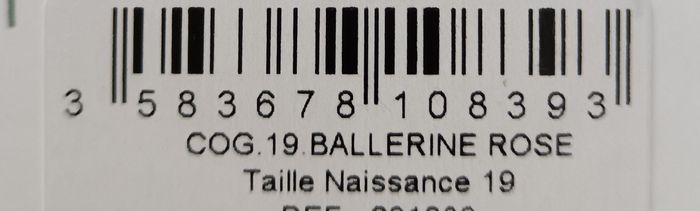 3 583678 108393
COG.19.BALLERINE ROSE
Taille Naissance 19